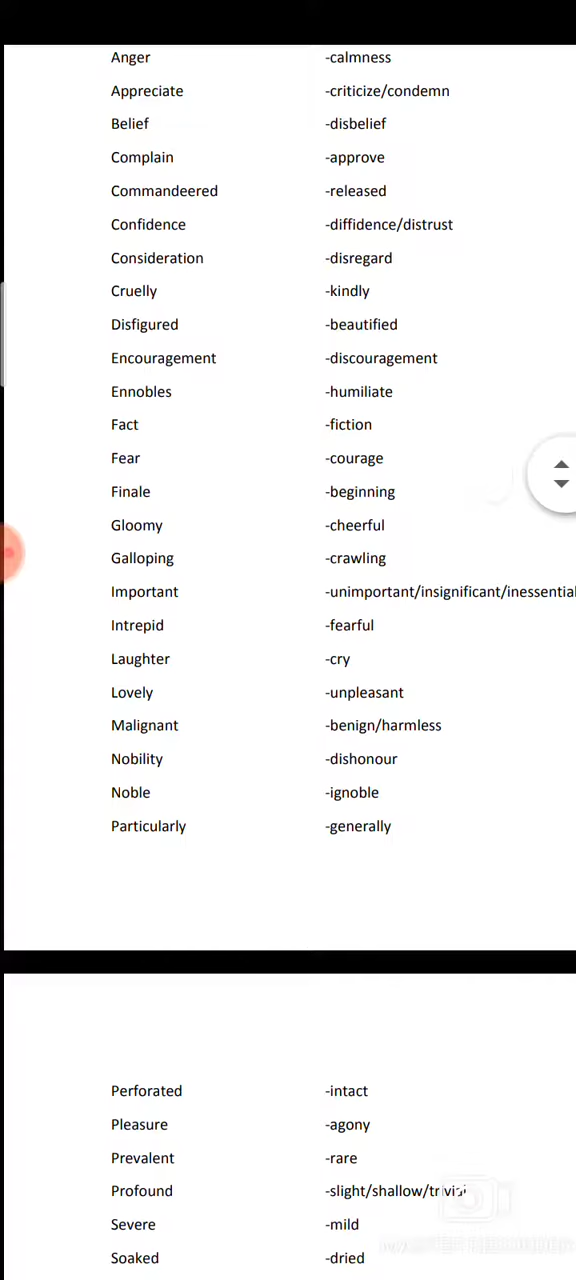 Anger -calmness
Appreciate -criticize/condemn
Belief -disbelief
Complain -approve
Commandeered -released
Confidence -diffidence/distrust
Consideration -disregard
Cruelly -kindly
Disfigured -beautified
Encouragement -discouragement
Ennobles -humiliate
Fact -fiction
Fear -courage
Finale -beginning
Gloomy -cheerful
Galloping -crawling
Important -unimportant/insignificant/inessential
Intrepid -fearful
Laughter -cry
Lovely -unpleasant
Malignant -benign/harmless
Nobility -dishonour
Noble -ignoble
Particularly -generally
Perforated -intact
Pleasure -agony
Prevalent -rare
Profound -slight/shallow/trivial
Severe -mild
Soaked -dried